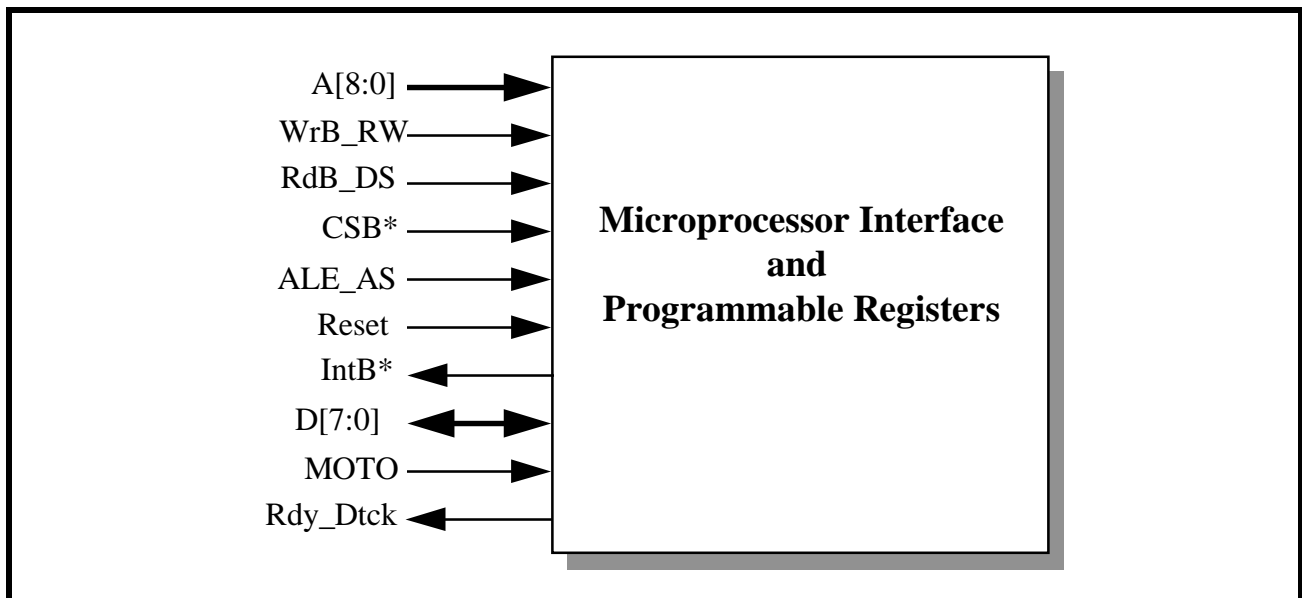 A[8:0]
WrB_RW
RdB_DS
CSB*
ALE_AS
Reset
IntB*
D[7:0]
MOTO
Rdy_Dtck
Microprocessor Interface
and
Programmable Registers